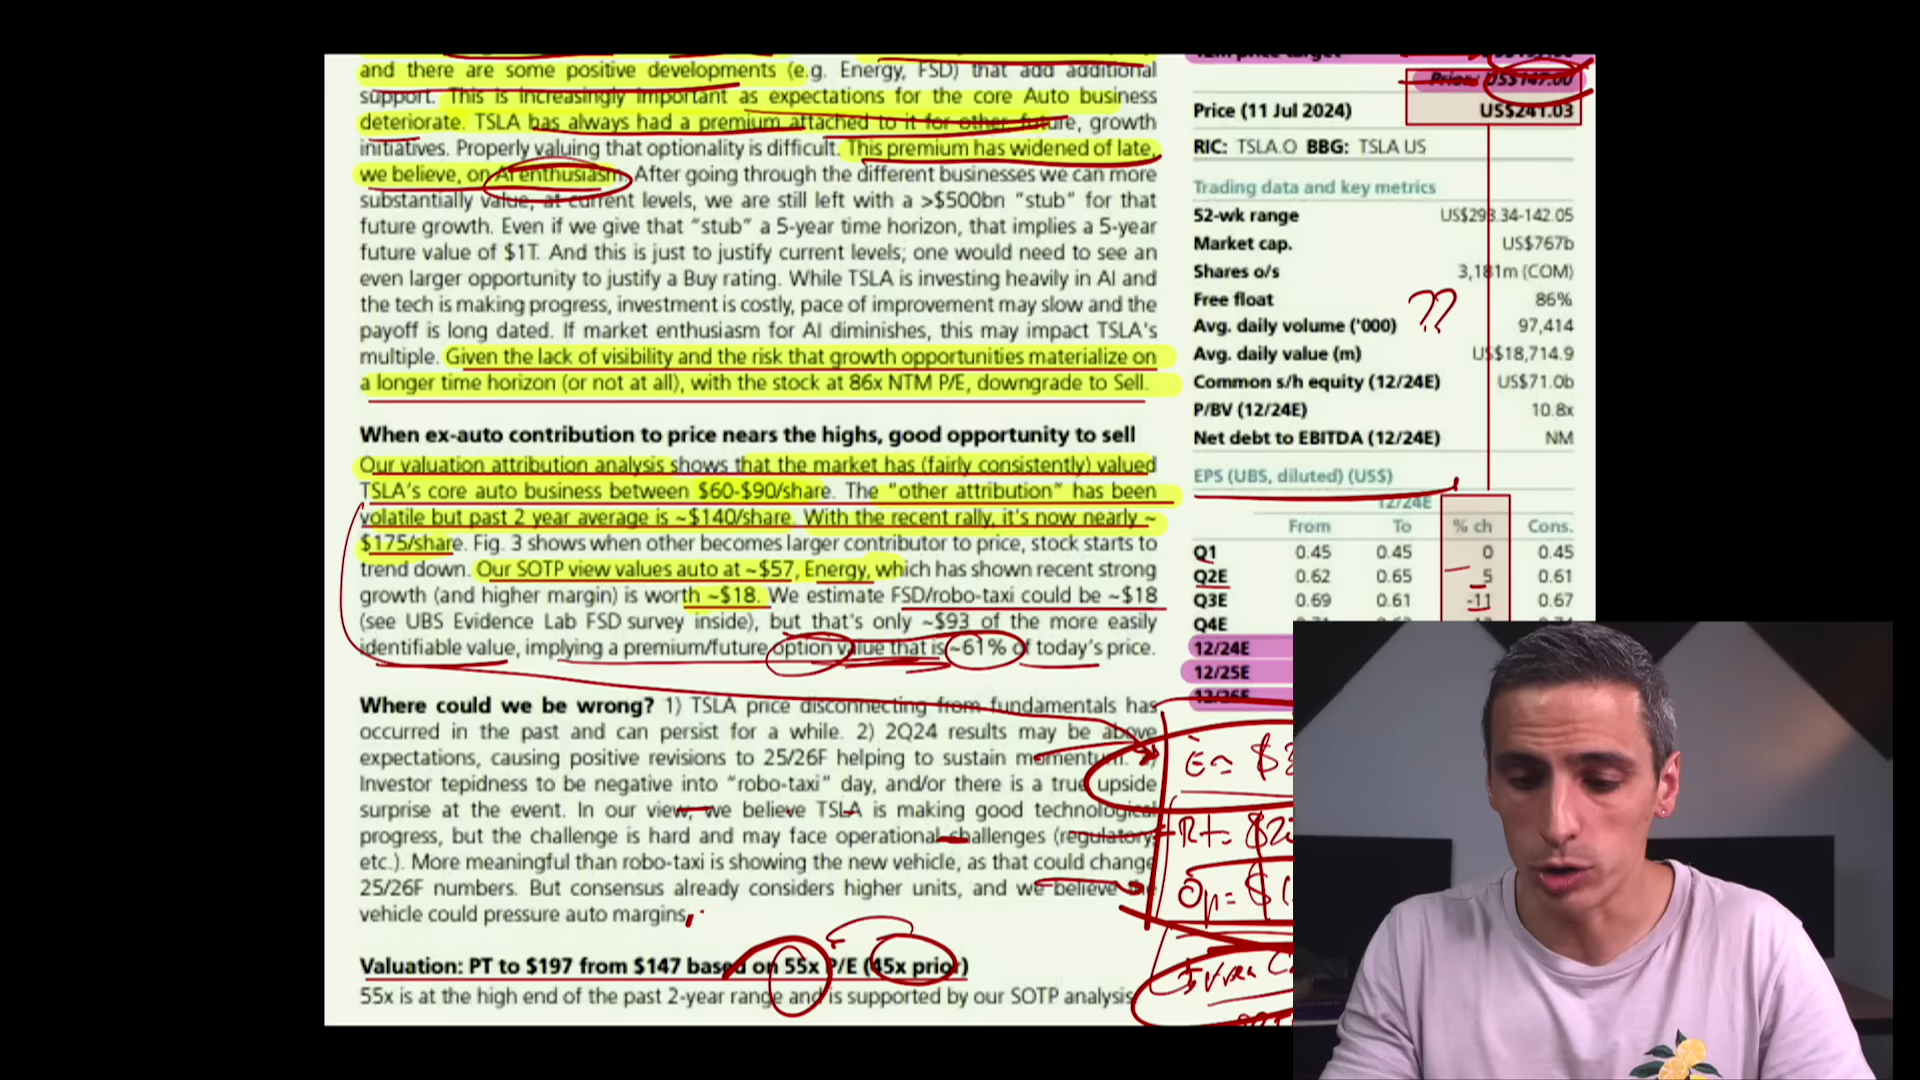 and there are some positive developments (e.g. Energy, FSD) that add additional
support. This is increasingly important as expectations for the core Auto business
deteriorate. TSLA has always had a premium attached to it for other future, growth
initiatives. Properly valuing that optionality is difficult. This premium has widened of late,
we believe, on AI enthusiasm. After going through the different businesses we can more
substantially value, at current levels, we are still left with a >$500bn “stub” for that
future growth. Even if we give that “stub” a 5-year time horizon, that implies a 5-year
future value of $1T. And this is just to justify current levels; one would need to see an
even larger opportunity to justify a Buy rating. While TSLA is investing heavily in AI and
the tech is making progress, investment is costly, pace of improvement may slow and the
payoff is long dated. If market enthusiasm for AI diminishes, this may impact TSLA's
multiple. Given the lack of visibility and the risk that growth opportunities materialize on
a longer time horizon (or not at all), with the stock at 86x NTM P/E, downgrade to Sell.
When ex-auto contribution to price nears the highs, good opportunity to sell
Our valuation attribution analysis shows that the market has (fairly consistently) valued
TSLA's core auto business between $60-$90/share. The “other attribution” has been
volatile but past 2 year average is ~$140/share. With the recent rally, it's now nearly ~
$175/share. Fig. 3 shows when other becomes larger contributor to price, stock starts to
trend down. Our SOTP view values auto at ~$57, Energy, which has shown recent strong
growth (and higher margin) is worth ~$18. We estimate FSD/robo-taxi could be ~$18
(see UBS Evidence Lab FSD survey inside), but that's only ~$93 of the more easily
identifiable value, implying a premium/future option value that is ~61% of today's price.
Where could we be wrong? 1) TSLA price disconnecting from fundamentals has
occurred in the past and can persist for a while. 2) 2Q24 results may be above
expectations, causing positive revisions to 25/26F helping to sustain momentum.
Investor tepidness to be negative into “robo-taxi” day, and/or there is a true upside
surprise at the event. In our view, we believe TSLA is making good technological
progress, but the challenge is hard and may face operational challenges (regulatory,
etc.). More meaningful than robo-taxi is showing the new vehicle, as that could change
25/26F numbers. But consensus already considers higher units, and we believe the
vehicle could pressure auto margins.
Valuation: PT to $197 from $147 based on 55x P/E (45x prior)
55x is at the high end of the past 2-year range and is supported by our SOTP analysis
12m price target
Prior: US$147.00
Price (11 Jul 2024) US$241.03
RIC: TSLA.O BBG: TSLA US
Trading data and key metrics
52-wk range US$293.34-142.05
Market cap. US$767b
Shares o/s 3,181m (COM)
Free float 86%
??
Avg. daily volume ('000) 97,414
Avg. daily value (m) US$18,714.9
Common s/h equity (12/24E) US$71.0b
P/BV (12/24E) 10.8x
Net debt to EBITDA (12/24E) NM
EPS (UBS, diluted) (US$)
12/24E
From To % ch Cons.
Q1 0.45 0.45 0 0.45
Q2E 0.62 0.65 5 0.61
Q3E 0.69 0.61 -11 0.67
Q4E
12/24E
12/25E
12/26E